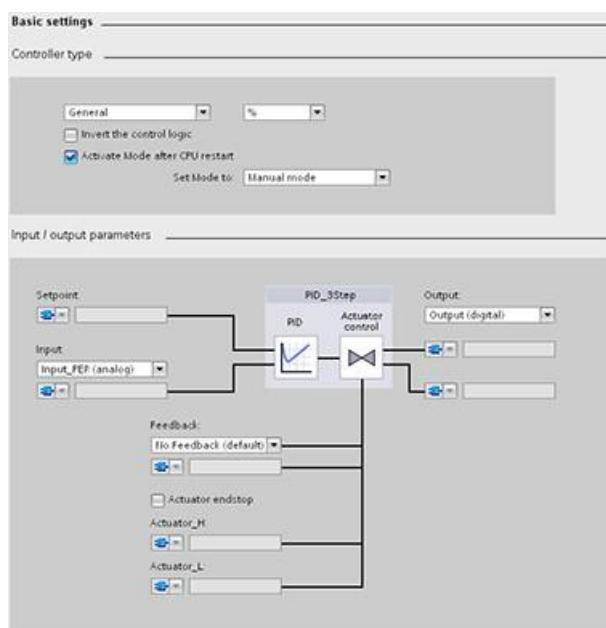 Basic settings
Controller type
General %
Invert the control logic
Activate Mode after CPU restart
Set Mode to: Manual mode
Input / output parameters
Setpoint: PID_3Step Output:
PID Actuator control Output (digital)
Input:
Input_PER (analog)
Feedback:
No Feedback (default)
Actuator endstop
Actuator_H:
Actuator_L: